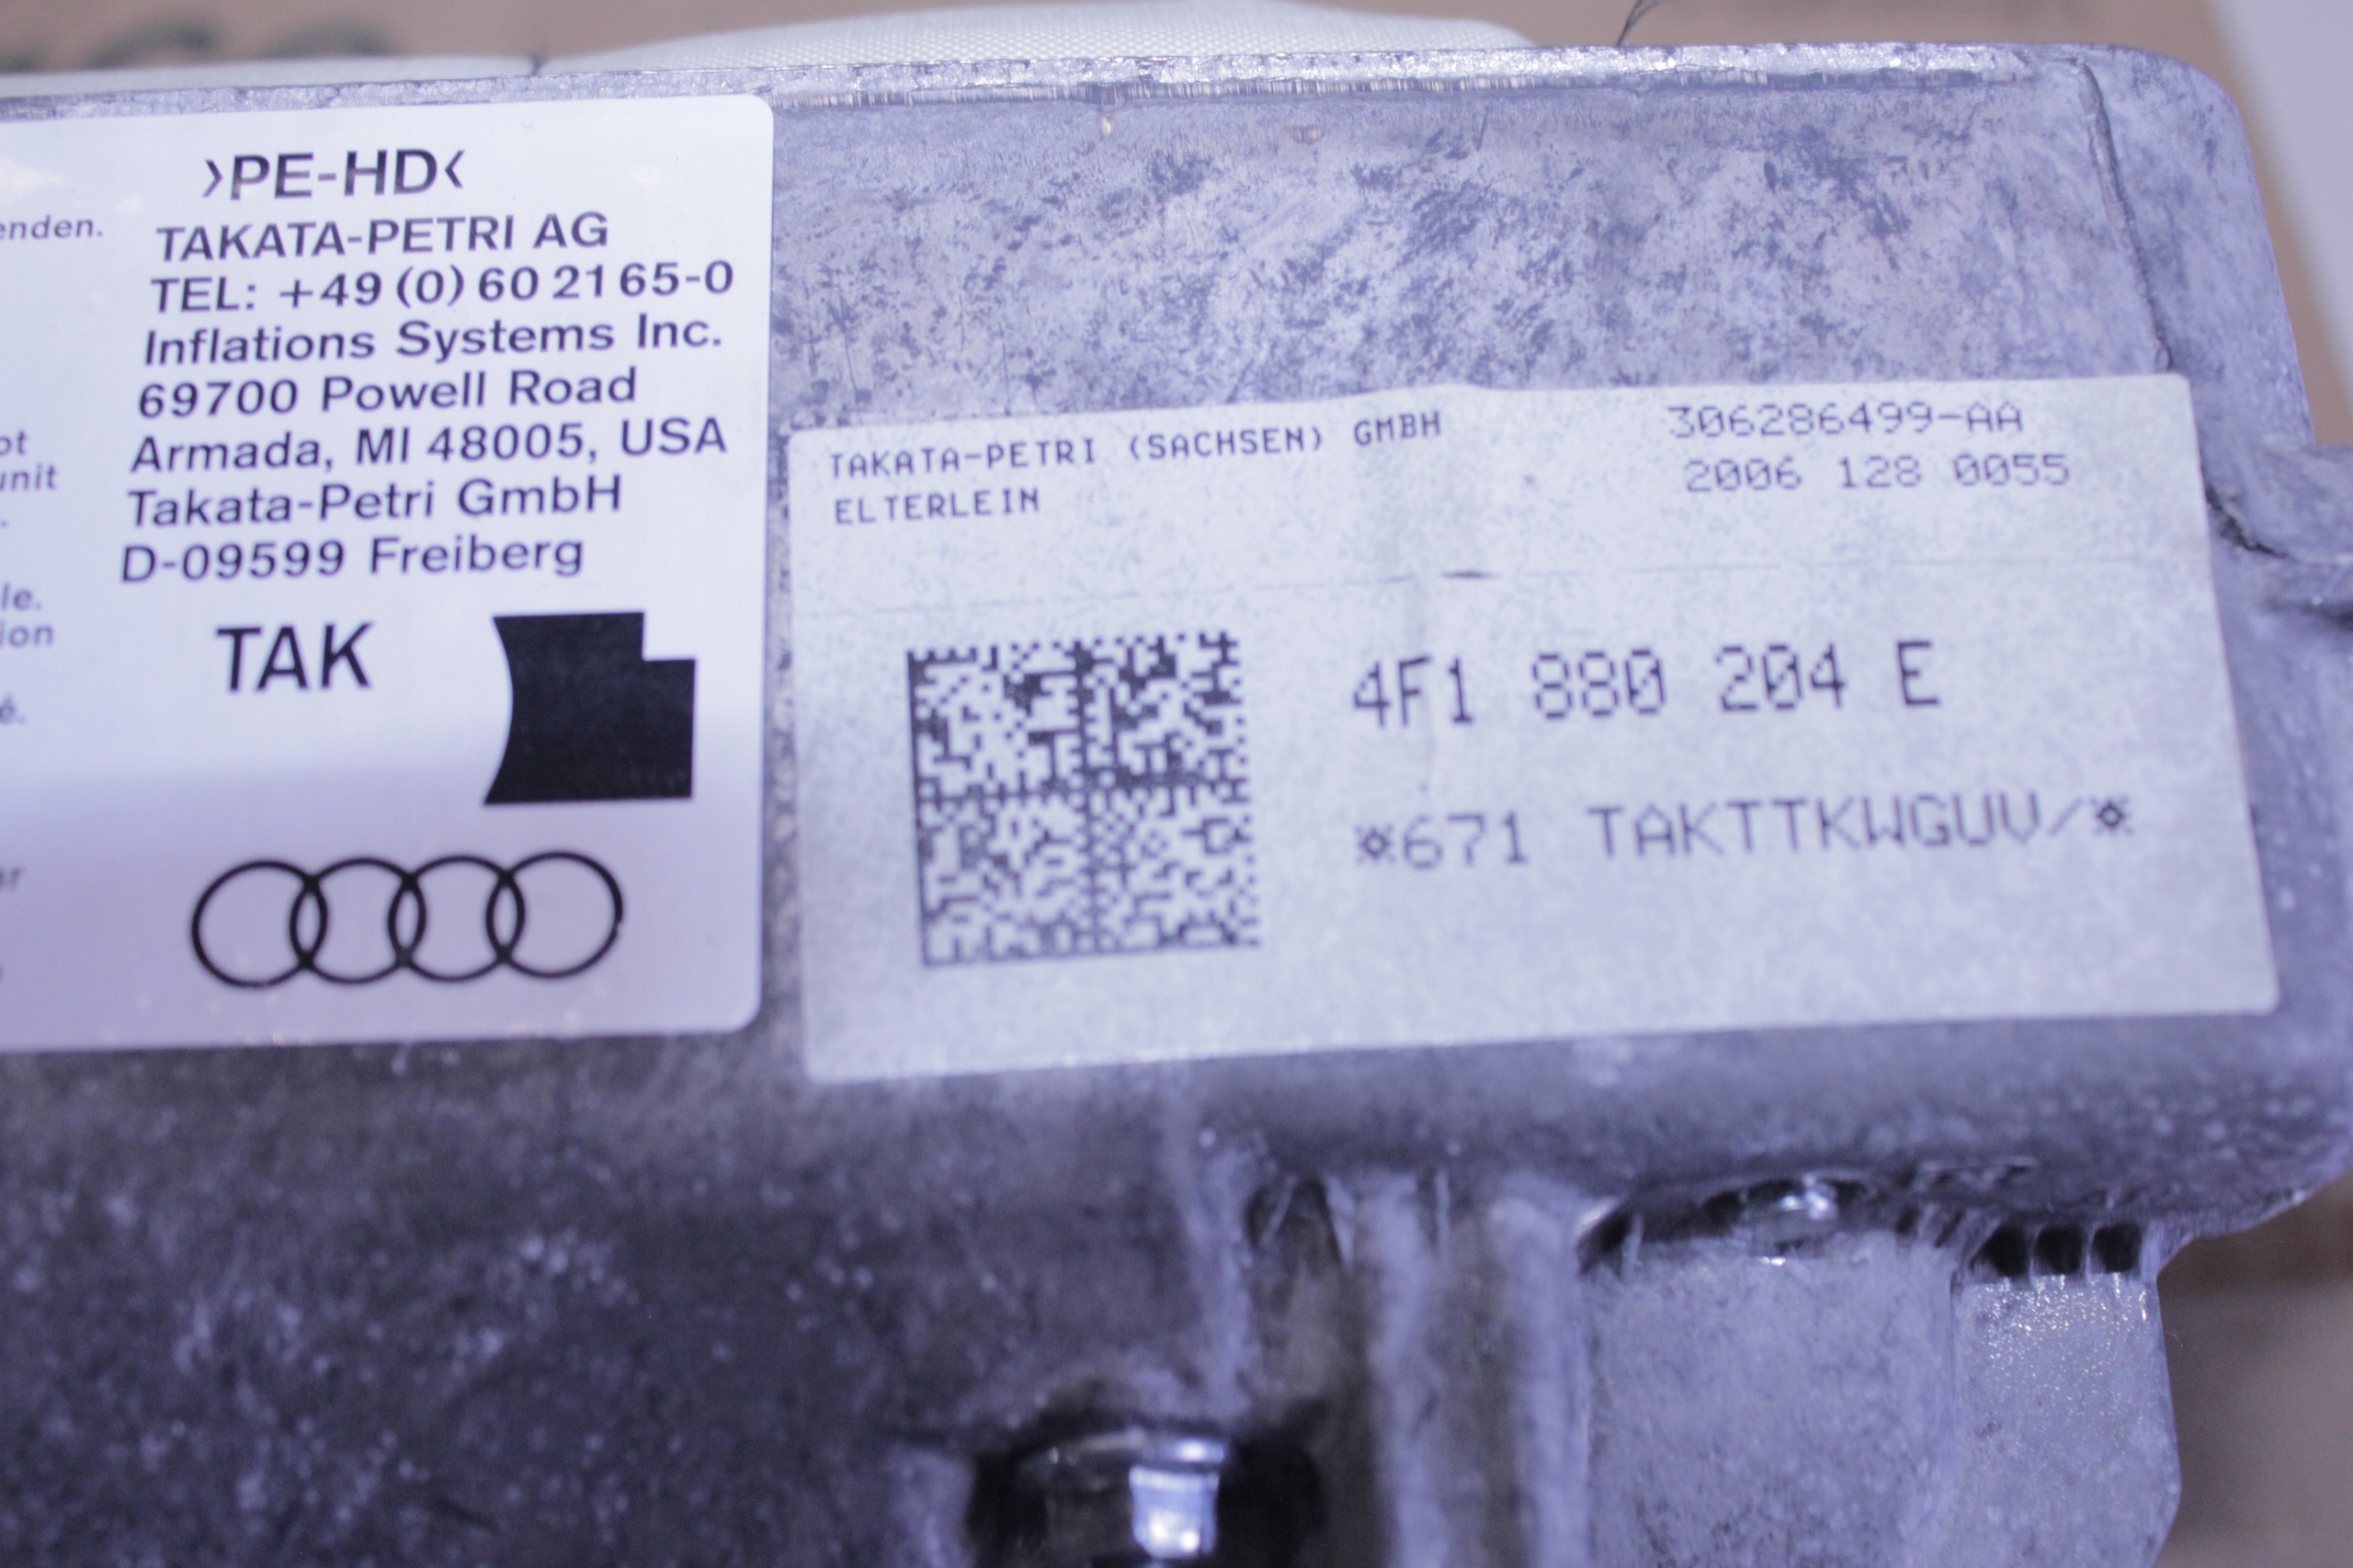 enden.
ot
unit
le.
ion
é.
>PE-HD<
TAKATA-PETRI AG
TEL: +49 (0) 60 21 65-0
Inflations Systems Inc.
69700 Powell Road
Armada, MI 48005, USA
Takata-Petri GmbH
D-09599 Freiberg
TAK
TAKATA-PETRI (SACHSEN) GMBH
ELTERLEIN
306286499-AA
2006 128 0055
4F1 880 204 E
*671 TAKTTKWGUV/*